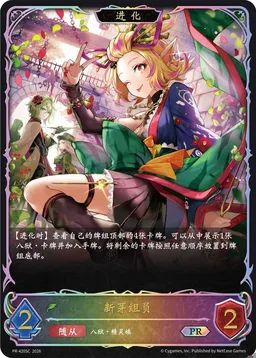 进化
【进化时】查看自己的牌组顶部的4张卡牌。可以从中展示1张
八狱·卡牌并加入手牌。将剩余的卡牌按照任意顺序放置到牌
组底部。
新芽组员
2
随从
八狱·精灵族
PR
2
PR-420SC 2026
© Cygames, Inc. Published by NetEase Games